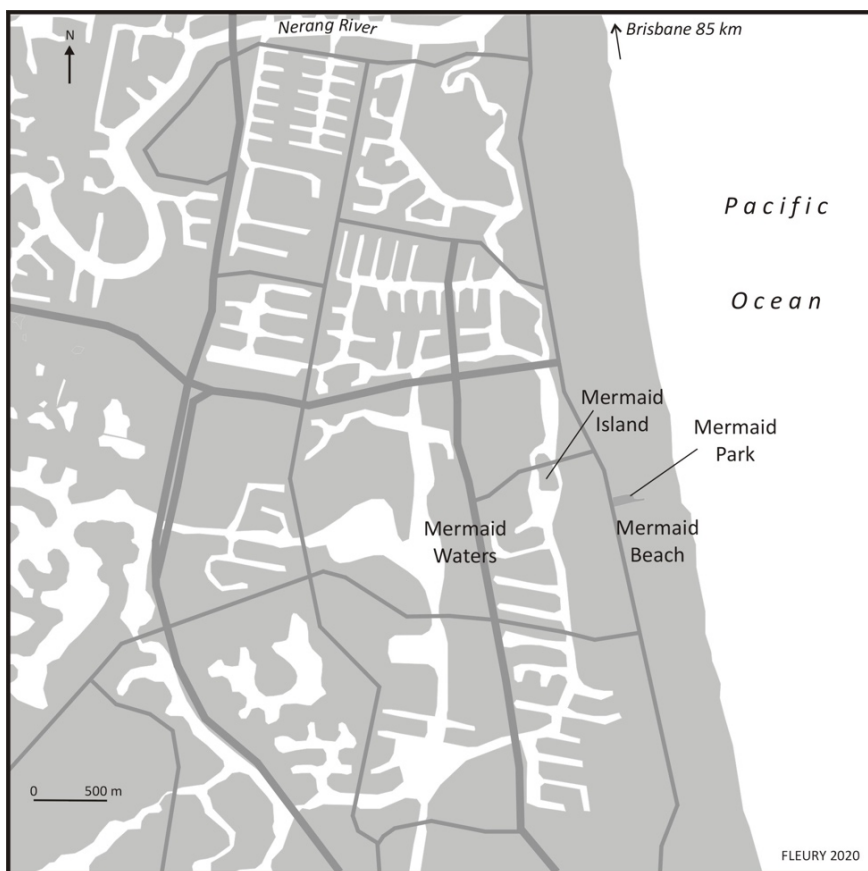 Nerang River
Brisbane 85 km
N
Pacific
Ocean
Mermaid
Island
Mermaid
Park
Mermaid
Waters
Mermaid
Beach
0 500 m
FLEURY 2020